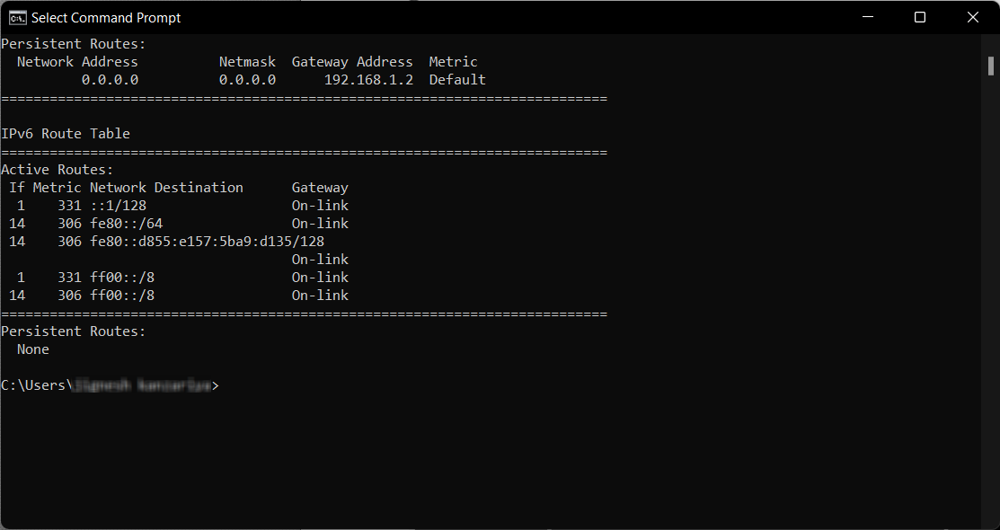 Select Command Prompt
Persistent Routes:
  Network Address          Netmask  Gateway Address  Metric
          0.0.0.0          0.0.0.0      192.168.1.2  Default
===========================================================================

IPv6 Route Table
===========================================================================
Active Routes:
 If Metric Network Destination      Gateway
  1    331 ::1/128                  On-link
 14    306 fe80::/64                On-link
 14    306 fe80::d855:e157:5ba9:d135/128
                                    On-link
  1    331 ff00::/8                 On-link
 14    306 ff00::/8                 On-link
===========================================================================
Persistent Routes:
  None

C:\Users\>